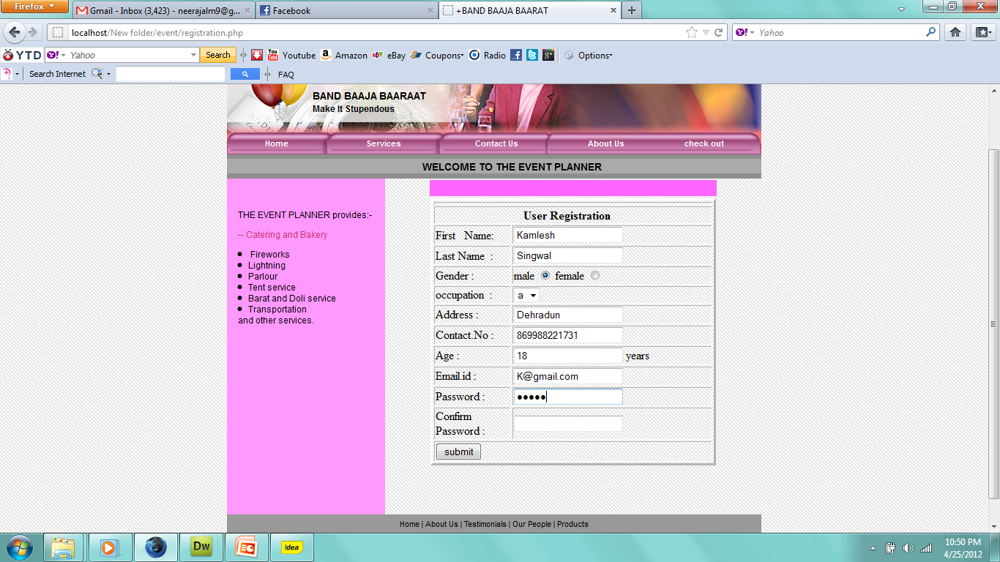 Firefox
Gmail - Inbox (3,423) - neerajalm9@g...
Facebook
+BAND BAAJA BAARAT
localhost/New folder/event/registration.php
Yahoo
YTD
Yahoo
Search
Youtube
Amazon
eBay
Coupons
Radio
Options
Search Internet
FAQ
BAND BAAJA BAARAAT
Make It Stupendous
Home
Services
Contact Us
About Us
check out
WELCOME TO THE EVENT PLANNER
THE EVENT PLANNER provides:-
-- Catering and Bakery
Fireworks
Lightning
Parlour
Tent service
Barat and Doli service
Transportation
and other services.
User Registration
First Name: Kamlesh
Last Name : Singwal
Gender : male female
occupation : a
Address : Dehradun
Contact.No : 869988221731
Age : 18 years
Email.id : K@gmail.com
Password : •••••
Confirm
Password :
submit
Home | About Us | Testimonials | Our People | Products
Dw
!dea
10:50 PM
4/25/2012